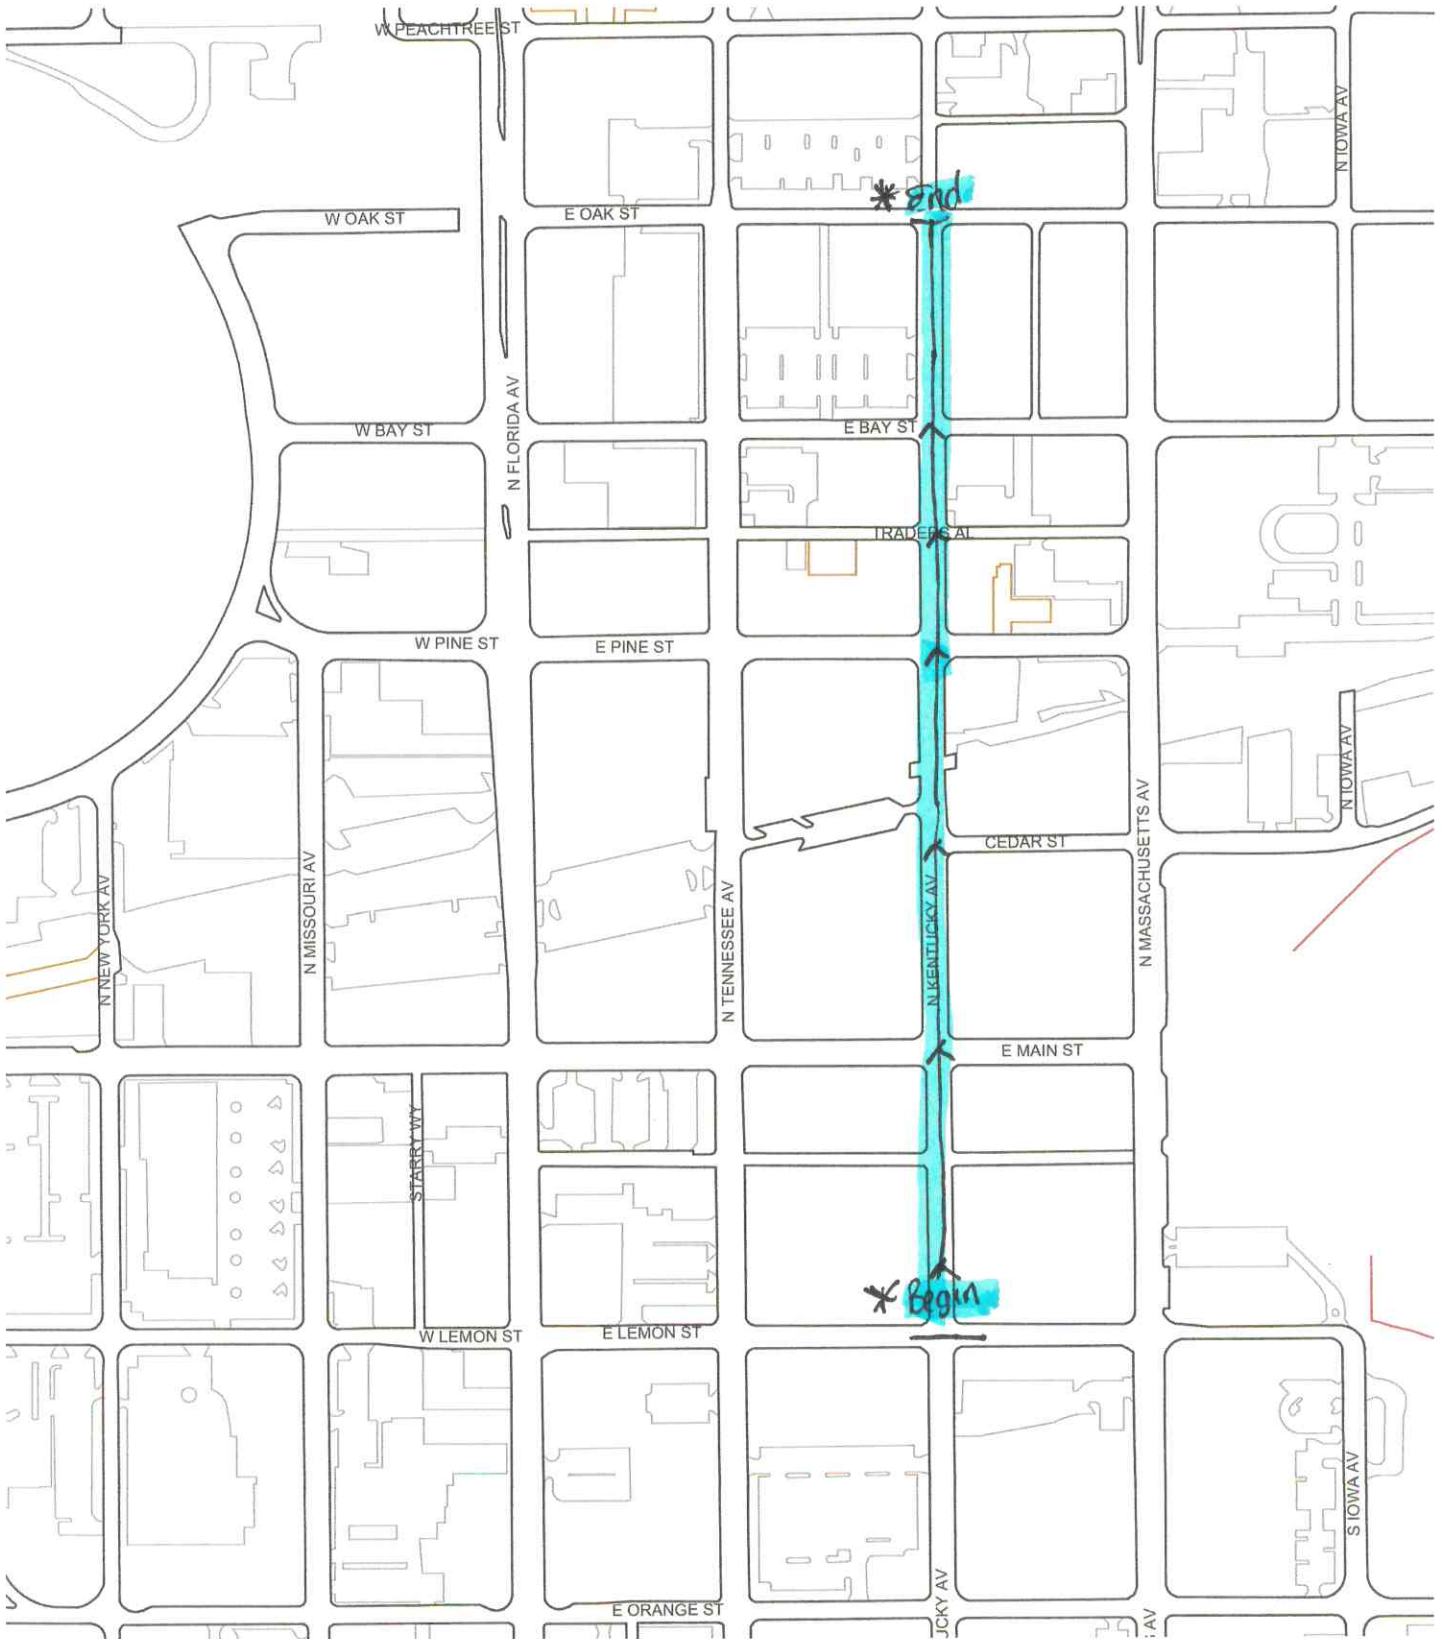 W PEACHTREE ST
N IOWA AV
* End
W OAK ST
E OAK ST
N FLORIDA AV
W BAY ST
E BAY ST
TRADERS AL
W PINE ST
E PINE ST
N IOWA AV
N MASSACHUSETTS AV
CEDAR ST
N NEW YORK AV
N MISSOURI AV
N TENNESSEE AV
N KENTUCKY AV
E MAIN ST
STARRY WY
* Begin
W LEMON ST
E LEMON ST
S IOWA AV
E ORANGE ST
UCKY AV
AV